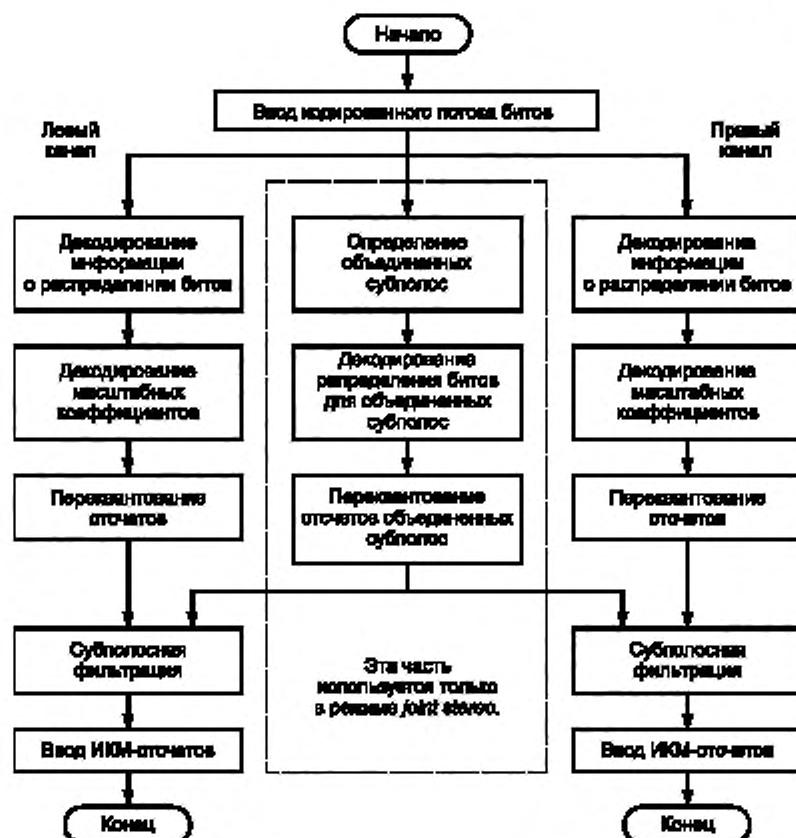 Начало
Ввод кодированного потока битов
Левый
канал
Правый
канал
Декодирование
информации
о распределении битов
Определение
объединенных
субполос
Декодирование
информации
о распределении битов
Декодирование
масштабных
коэффициентов
Декодирование
рапределения битов
для объединенных
субполос
Декодирование
масштабных
коэффициентов
Переквантование
отсчетов
Переквантование
отсчетов объединенных
субполос
Переквантование
отсчетов
Субполосная
фильтрация
Эта часть
используется только
в режиме joint stereo.
Субполосная
фильтрация
Ввод ИКМ-отсчетов
Ввод ИКМ-отсчетов
Конец
Конец